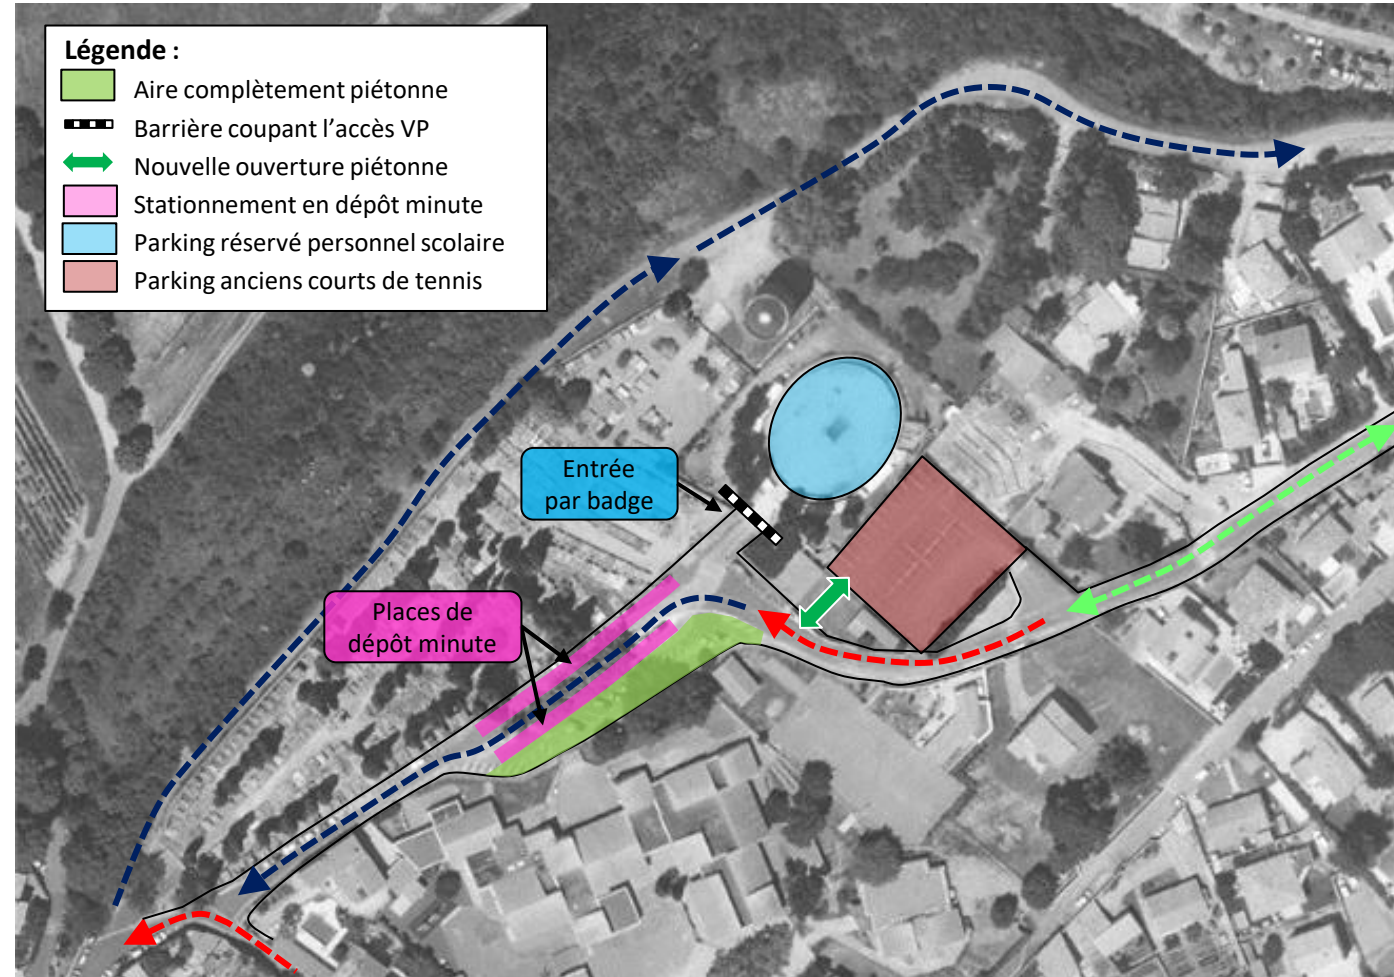 Légende :
Aire complètement piétonne
Barrière coupant l’accès VP
Nouvelle ouverture piétonne
Stationnement en dépôt minute
Parking réservé personnel scolaire
Parking anciens courts de tennis
Entrée
par badge
Places de
dépôt minute